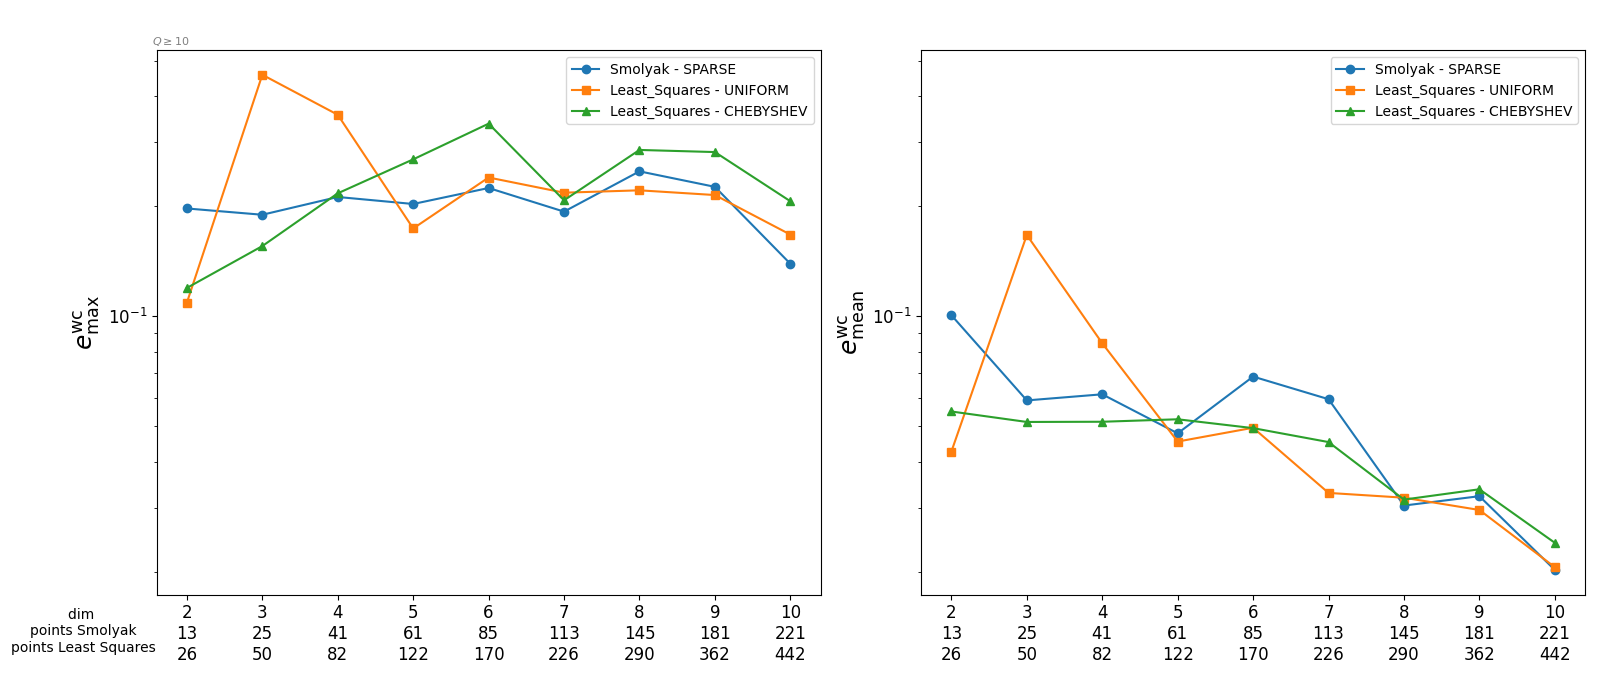 Q ≥ 10
Smolyak - SPARSE
Least_Squares - UNIFORM
Least_Squares - CHEBYSHEV
e^wc_max
10^−1
dim 2 3 4 5 6 7 8 9 10
points Smolyak 13 25 41 61 85 113 145 181 221
points Least Squares 26 50 82 122 170 226 290 362 442
Smolyak - SPARSE
Least_Squares - UNIFORM
Least_Squares - CHEBYSHEV
e^wc_mean
10^−1
2 3 4 5 6 7 8 9 10
13 25 41 61 85 113 145 181 221
26 50 82 122 170 226 290 362 442